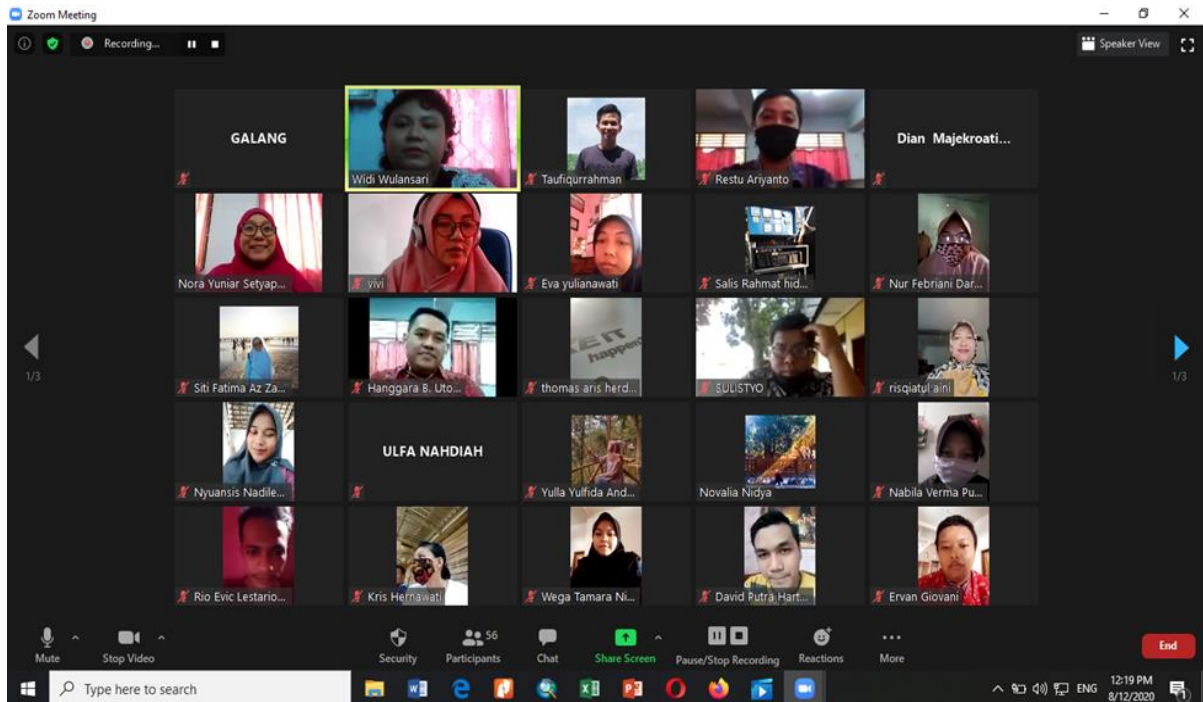 Zoom Meeting
Recording...
Speaker View
GALANG
Widi Wulansari
Taufiqurrahman
Restu Ariyanto
Dian Majekroati...
Nora Yuniar Setyap...
vivi
Eva yulianawati
Salis Rahmat hid...
Nur Febriani Dar...
1/3
Siti Fatima Az Za...
Hanggara B. Uto...
thomas aris herd...
happen
SULISTYO
risqiatul aini
1/3
Nyuansis Nadile...
ULFA NAHDIAH
Yulla Yulfida And...
Novalia Nidya
Nabila Verma Pu...
Rio Evic Lestario...
Kris Hernawati
Wega Tamara Ni...
David Putra Hart...
Ervan Giovani
Mute
Stop Video
Security
Participants
56
Chat
Share Screen
Pause/Stop Recording
Reactions
More
End
Type here to search
ENG
12:19 PM
8/12/2020